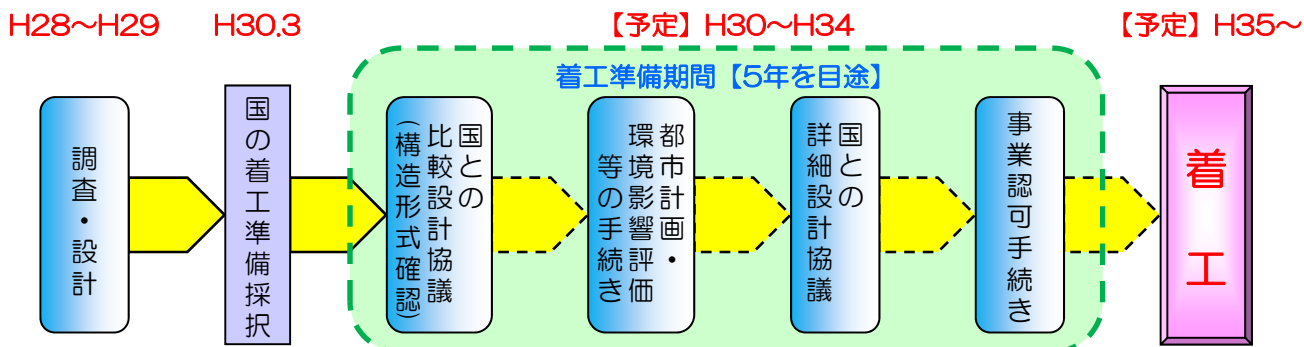 H28～H29
H30.3
【予定】H30～H34
【予定】H35～
着工準備期間【5年を目途】
調査・設計
国の着工準備採択
国との
比較設計協議
（構造形式確認）
都市計画・
環境影響評価
等の手続き
国との
詳細設計協議
事業認可手続き
着工